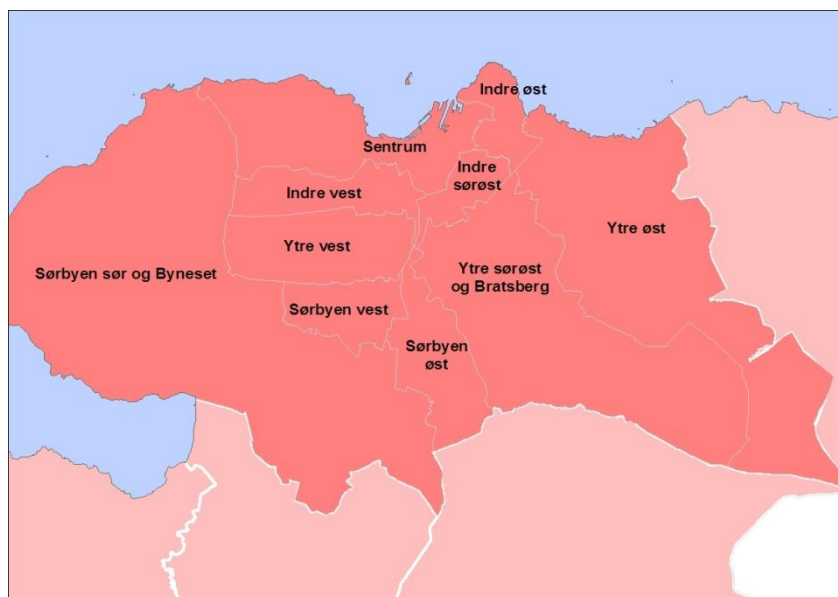 Indre øst
Sentrum
Indre
sørøst
Indre vest
Ytre øst
Ytre vest
Sørbyen sør og Byneset
Ytre sørøst
og Bratsberg
Sørbyen vest
Sørbyen
øst